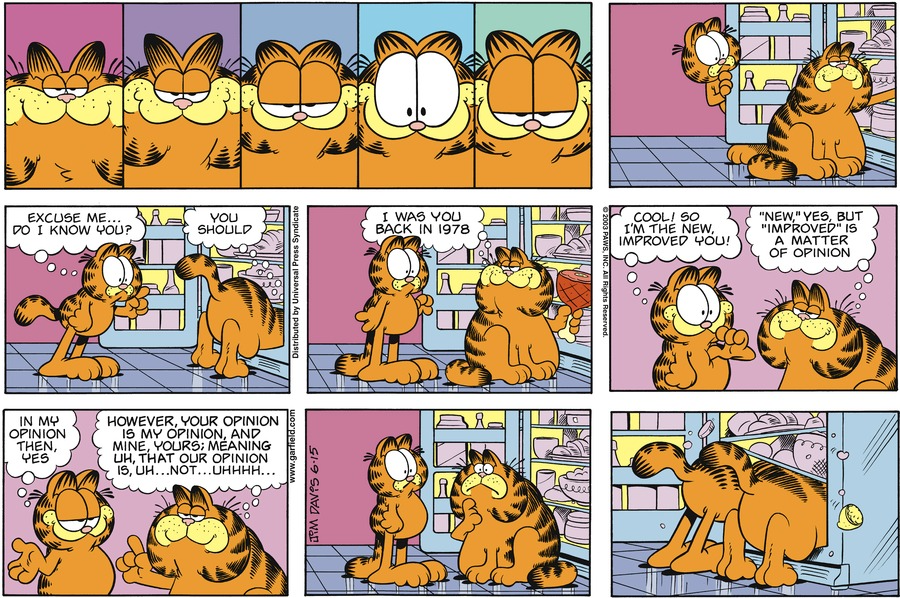 EXCUSE ME...
DO I KNOW YOU?
YOU
SHOULD
Distributed by Universal Press Syndicate
I WAS YOU
BACK IN 1978
© 2003 PAWS, INC. All Rights Reserved.
COOL! SO
I'M THE NEW,
IMPROVED YOU!
"NEW," YES, BUT
"IMPROVED" IS
A MATTER
OF OPINION
IN MY
OPINION
THEN,
YES
HOWEVER, YOUR OPINION
IS MY OPINION, AND
MINE, YOURS; MEANING
UH, THAT OUR OPINION
IS, UH...NOT...UHHHH...
www.garfield.com
JIM DAVIS 6-15